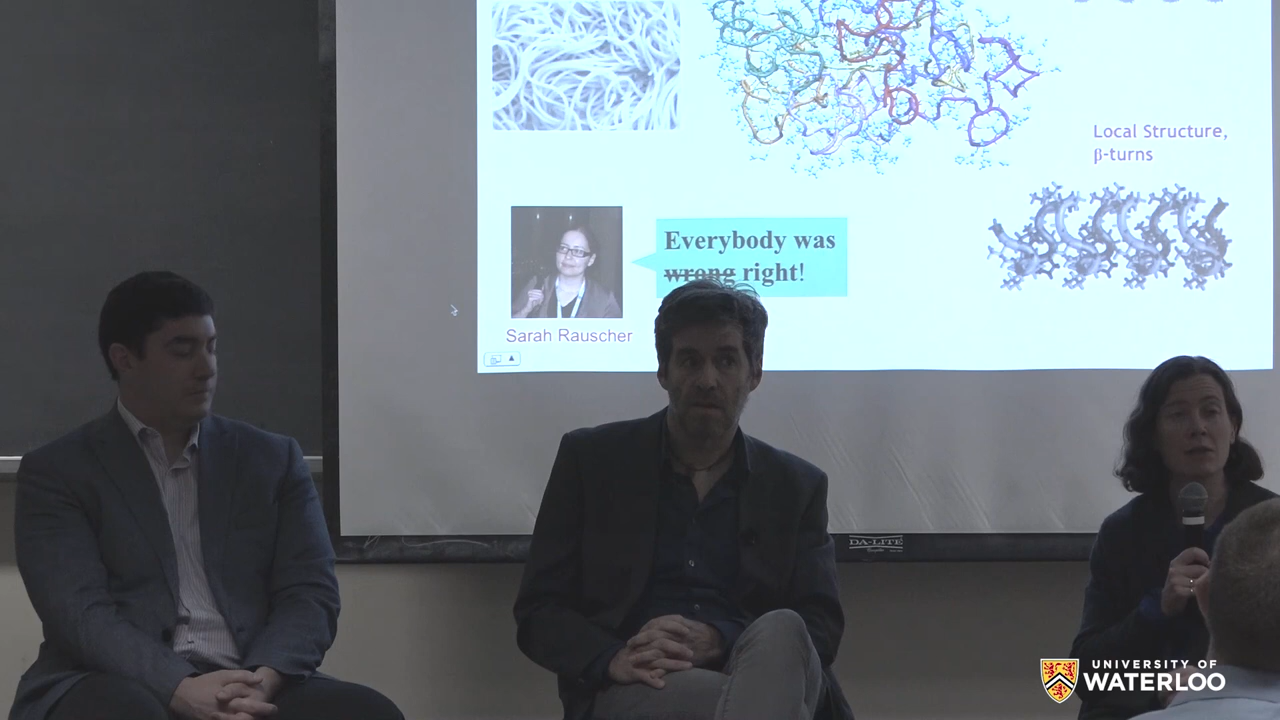 Local Structure,
β-turns
Everybody was
wrong right!
Sarah Rauscher
DA-LITE
UNIVERSITY OF
WATERLOO